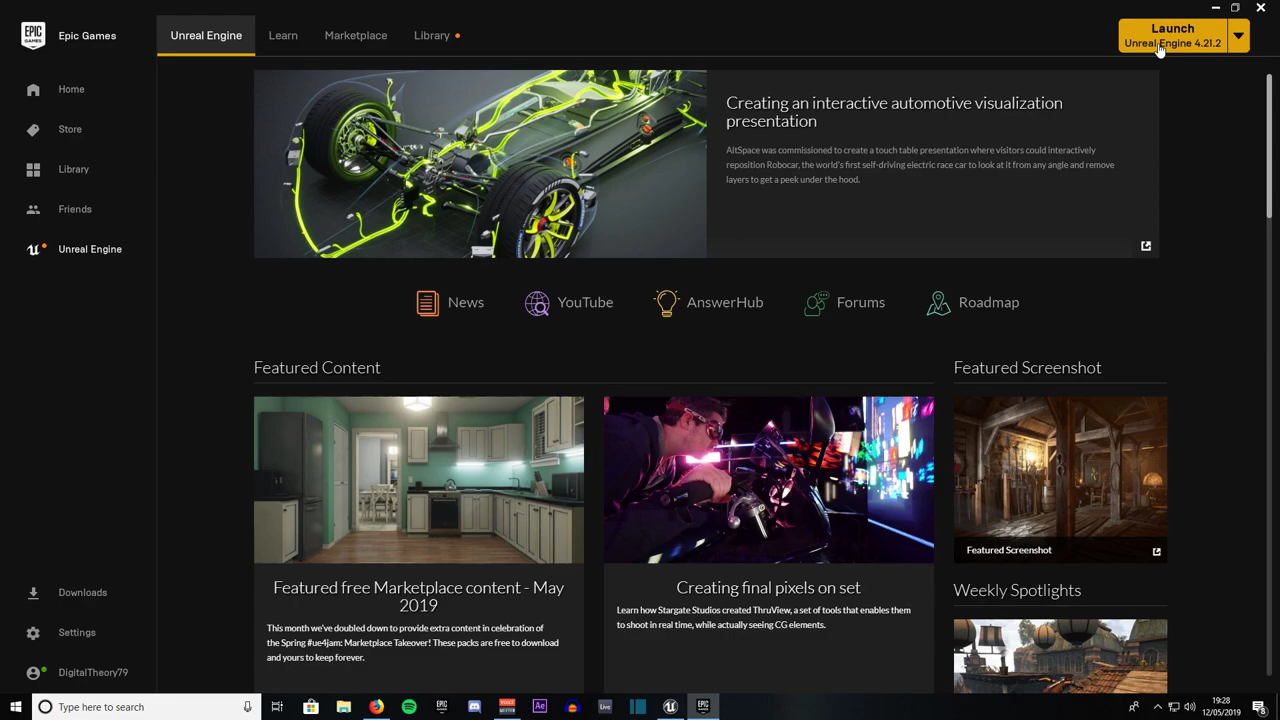 EPIC GAMES
Epic Games
Unreal Engine
Learn
Marketplace
Library
Launch
Unreal Engine 4.21.2
Home
Store
Library
Friends
Unreal Engine
Creating an interactive automotive visualization
presentation
AltSpace was commissioned to create a touch table presentation where visitors could interactively
reposition Robocar, the world's first self-driving electric race car to look at it from any angle and remove
layers to get a peek under the hood.
News
YouTube
AnswerHub
Forums
Roadmap
Featured Content
Featured Screenshot
Featured Screenshot
Featured free Marketplace content - May
2019
This month we've doubled down to provide extra content in celebration of
the Spring #ue4jam: Marketplace Takeover! These packs are free to download
and yours to keep forever.
Creating final pixels on set
Learn how Stargate Studios created ThruView, a set of tools that enables them
to shoot in real time, while actually seeing CG elements.
Weekly Spotlights
Downloads
Settings
DigitalTheory79
Type here to search
Ae
Live
19:28
12/05/2019